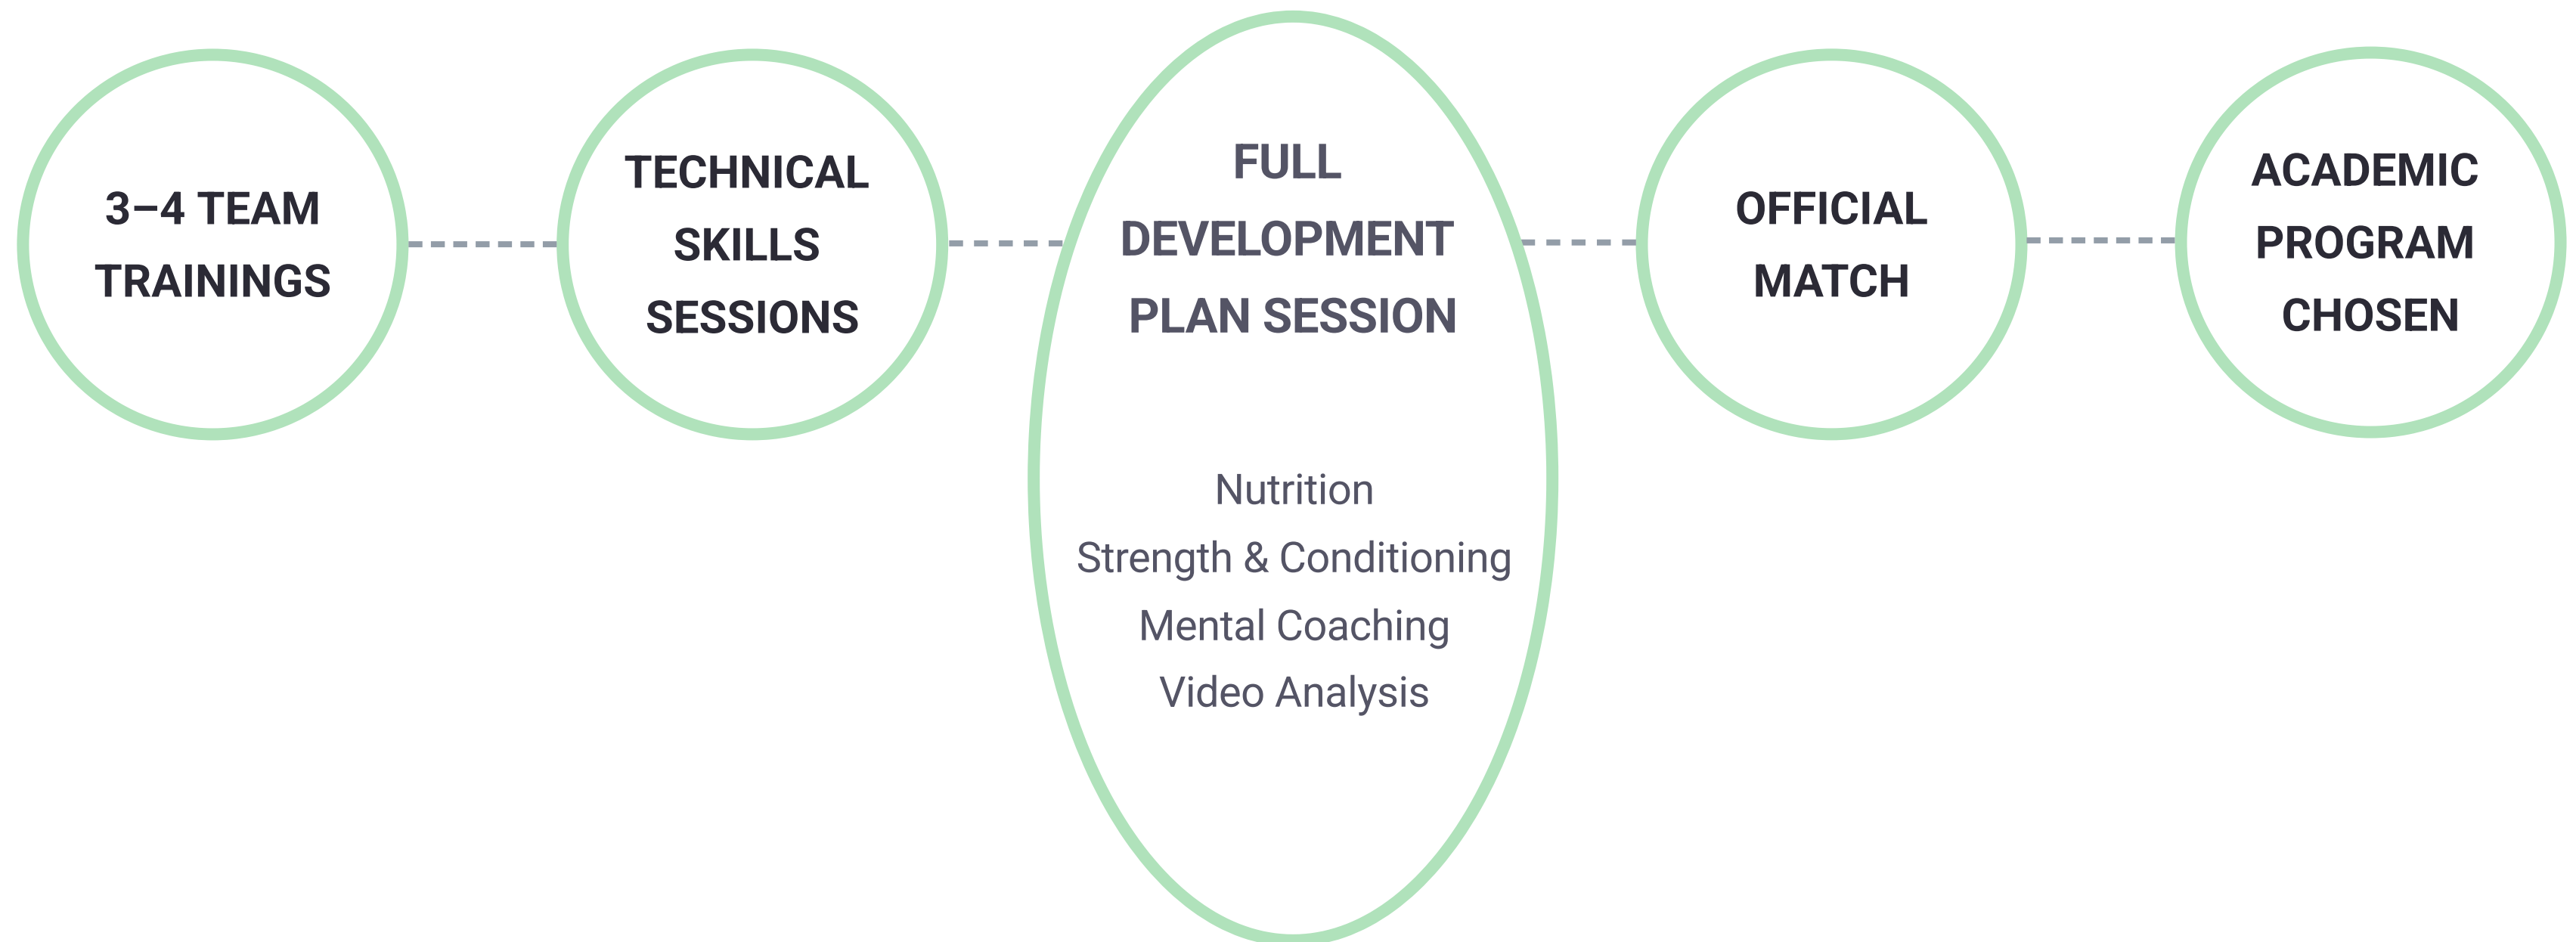 3–4 TEAM
TRAININGS
TECHNICAL
SKILLS
SESSIONS
FULL
DEVELOPMENT
PLAN SESSION
Nutrition
Strength & Conditioning
Mental Coaching
Video Analysis
OFFICIAL
MATCH
ACADEMIC
PROGRAM
CHOSEN